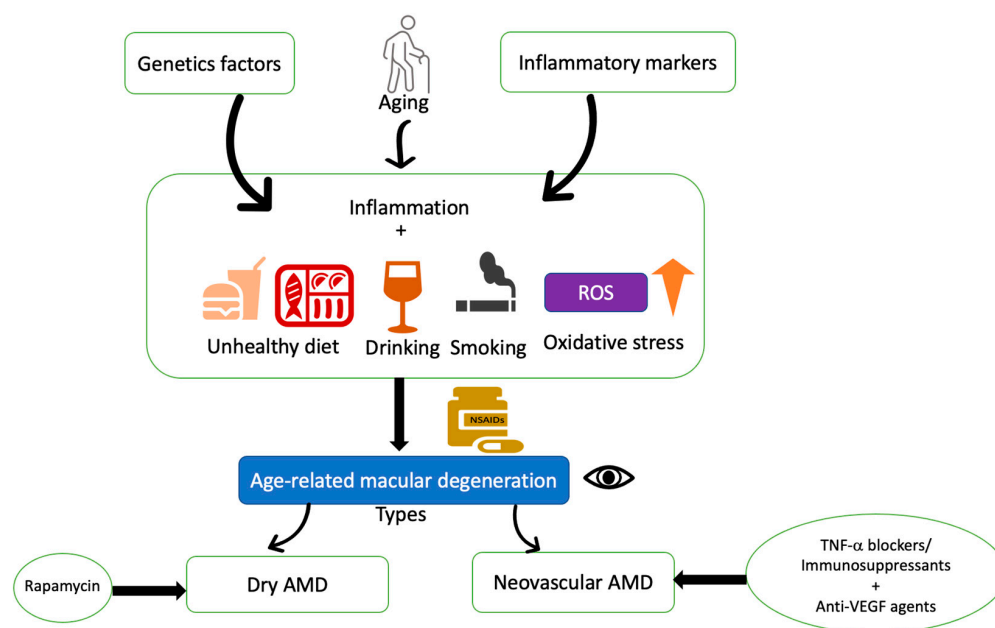 Genetics factors
Aging
Inflammatory markers
Inflammation
+
ROS
Unhealthy diet
Drinking
Smoking
Oxidative stress
NSAIDs
Age-related macular degeneration
Types
Rapamycin
Dry AMD
Neovascular AMD
TNF-α blockers/
Immunosuppressants
+
Anti-VEGF agents